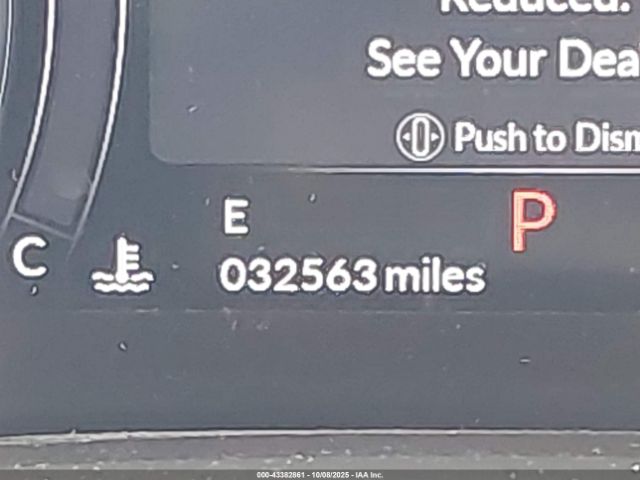 Reduced.
See Your Dea
Push to Dism
E
P
C
032563 miles
000-43382861 - 10/08/2025 - IAA Inc.